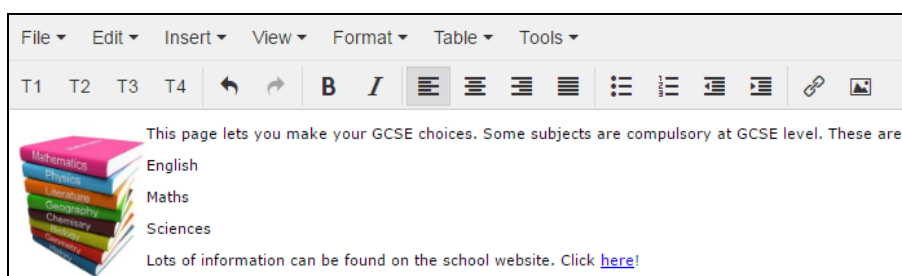 File Edit Insert View Format Table Tools
T1 T2 T3 T4 B I
This page lets you make your GCSE choices. Some subjects are compulsory at GCSE level. These are
Mathematics
English
Physics
Literature
Maths
Geography
Chemistry
Biology
Sciences
Geometry
History
Lots of information can be found on the school website. Click here!